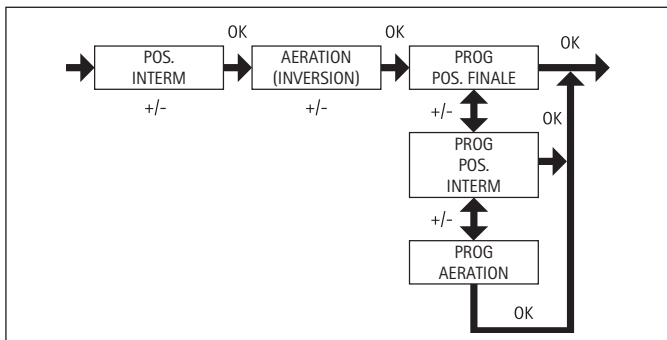 OK
OK
OK
POS.
INTERM
AERATION
(INVERSION)
PROG
POS. FINALE
+/-
+/-
+/-
OK
PROG
POS.
INTERM
+/-
PROG
AERATION
OK